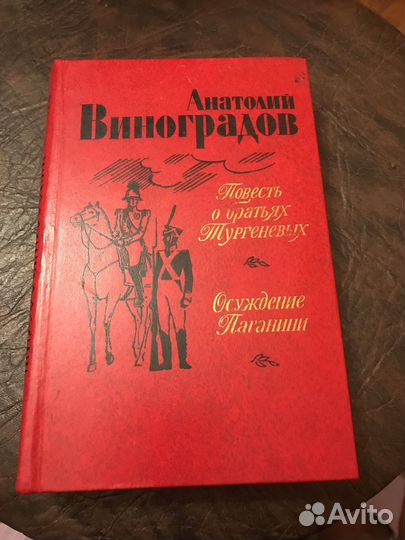 Анатолий
Виноградов
Повесть
о братьях
Тургеневых
Осуждение
Паганини
Avito